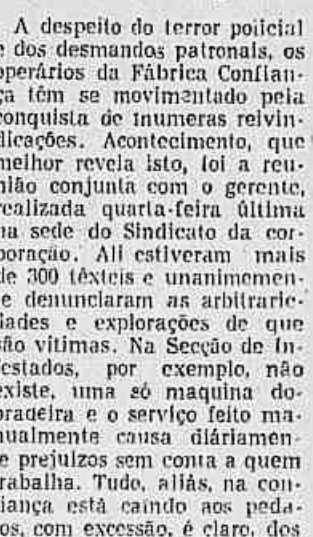 A despeito do terror policial
e dos desmandos patronais, os
operários da Fábrica Confian-
ça têm se movimentado pela
conquista de inumeras reivin-
dicações. Acontecimento, que
melhor revela isto, foi a reu-
nião conjunta com o gerente,
realizada quarta-feira última
na sede do Sindicato da cor-
poração. Ali estiveram mais
de 300 têxteis e unanimemen-
te denunciaram as arbitrarie-
dades e explorações de que
são vitimas. Na Secção de In-
festados, por exemplo, não
existe, uma só maquina do-
bradeira e o serviço feito ma-
nualmente causa diáriamen-
te prejuizos sem conta a quem
trabalha. Tudo, aliás, na con-
fiança está caindo aos peda-
ços, com excessão, é claro, dos